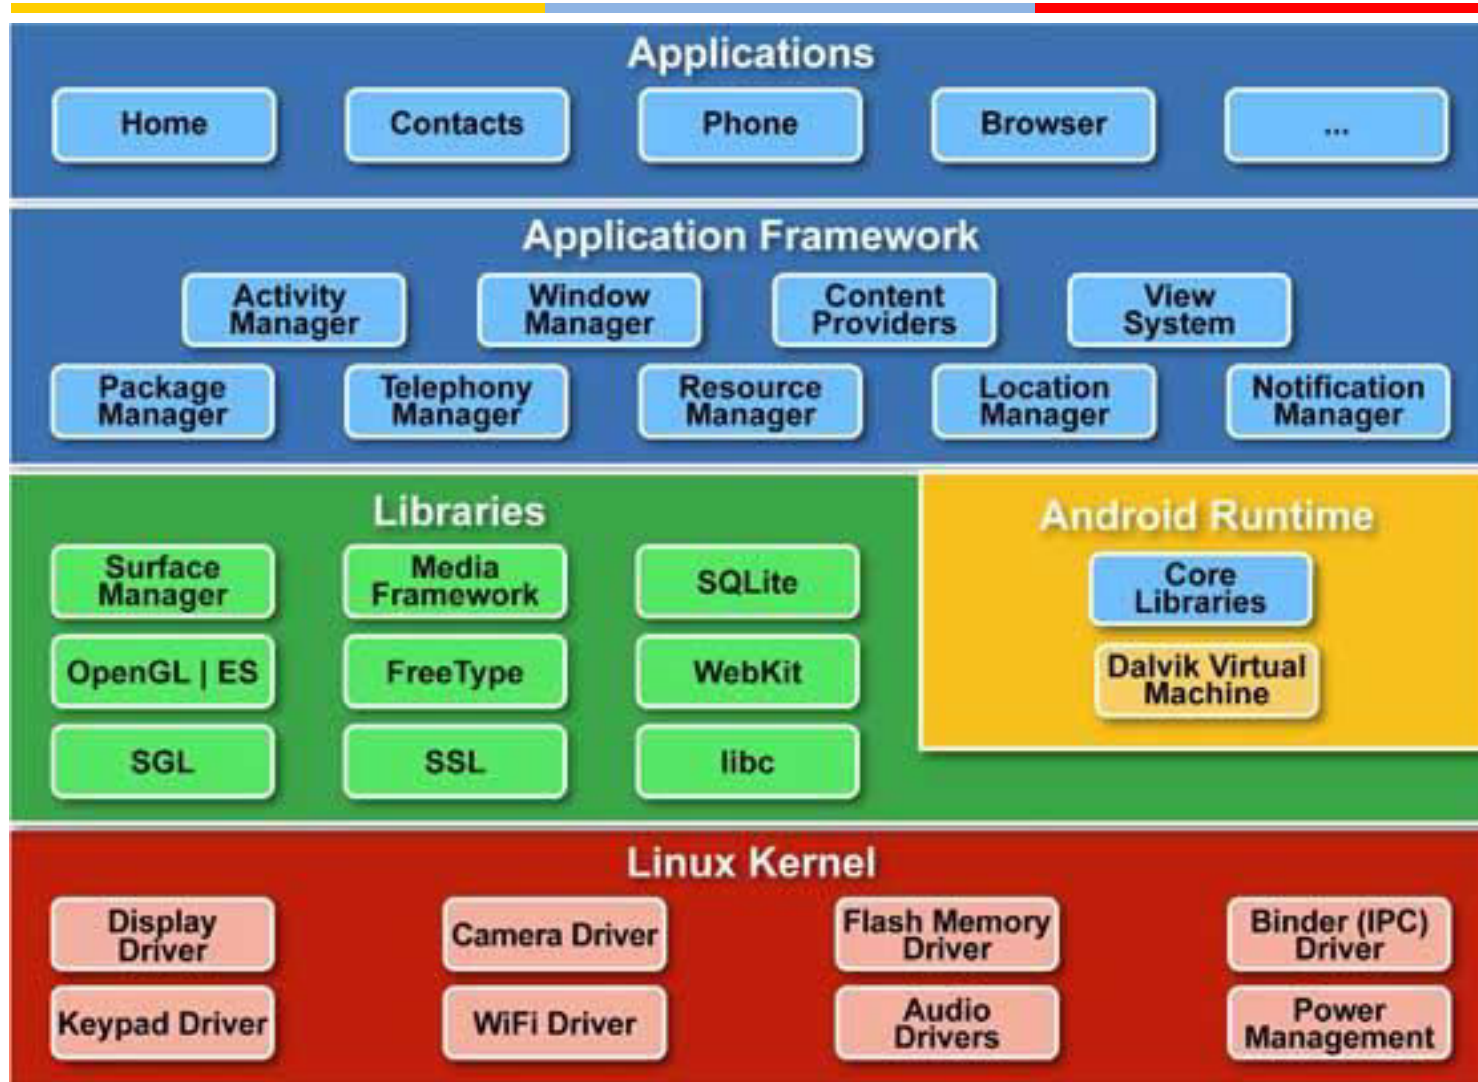 Applications
Home
Contacts
Phone
Browser
...
Application Framework
Activity
Manager
Window
Manager
Content
Providers
View
System
Package
Manager
Telephony
Manager
Resource
Manager
Location
Manager
Notification
Manager
Libraries
Surface
Manager
Media
Framework
SQLite
OpenGL | ES
FreeType
WebKit
SGL
SSL
libc
Android Runtime
Core
Libraries
Dalvik Virtual
Machine
Linux Kernel
Display
Driver
Camera Driver
Flash Memory
Driver
Binder (IPC)
Driver
Keypad Driver
WiFi Driver
Audio
Drivers
Power
Management